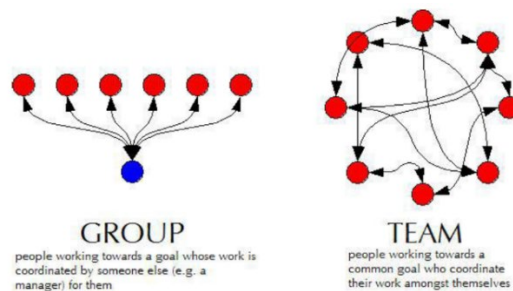 GROUP
people working towards a goal whose work is
coordinated by someone else (e.g. a
manager) for them
TEAM
people working towards a
common goal who coordinate
their work amongst themselves